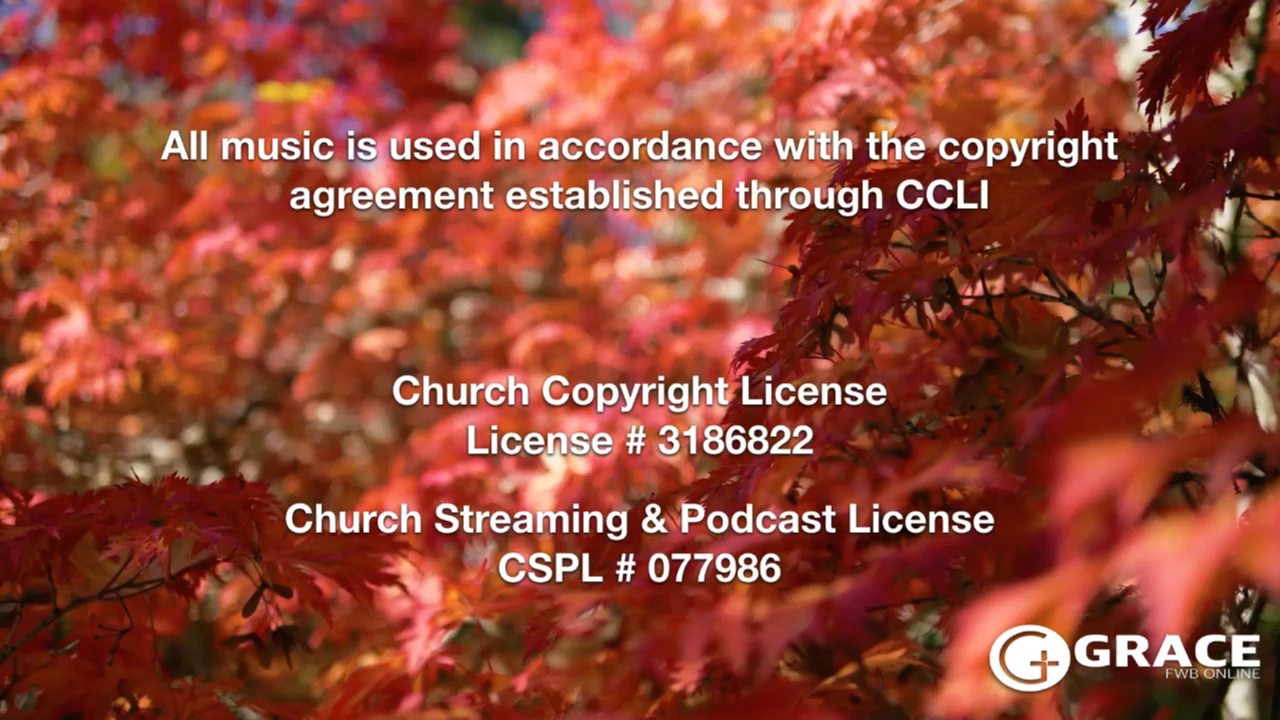 All music is used in accordance with the copyright
agreement established through CCLI
Church Copyright License
License # 3186822
Church Streaming & Podcast License
CSPL # 077986
GRACE
FWB ONLINE